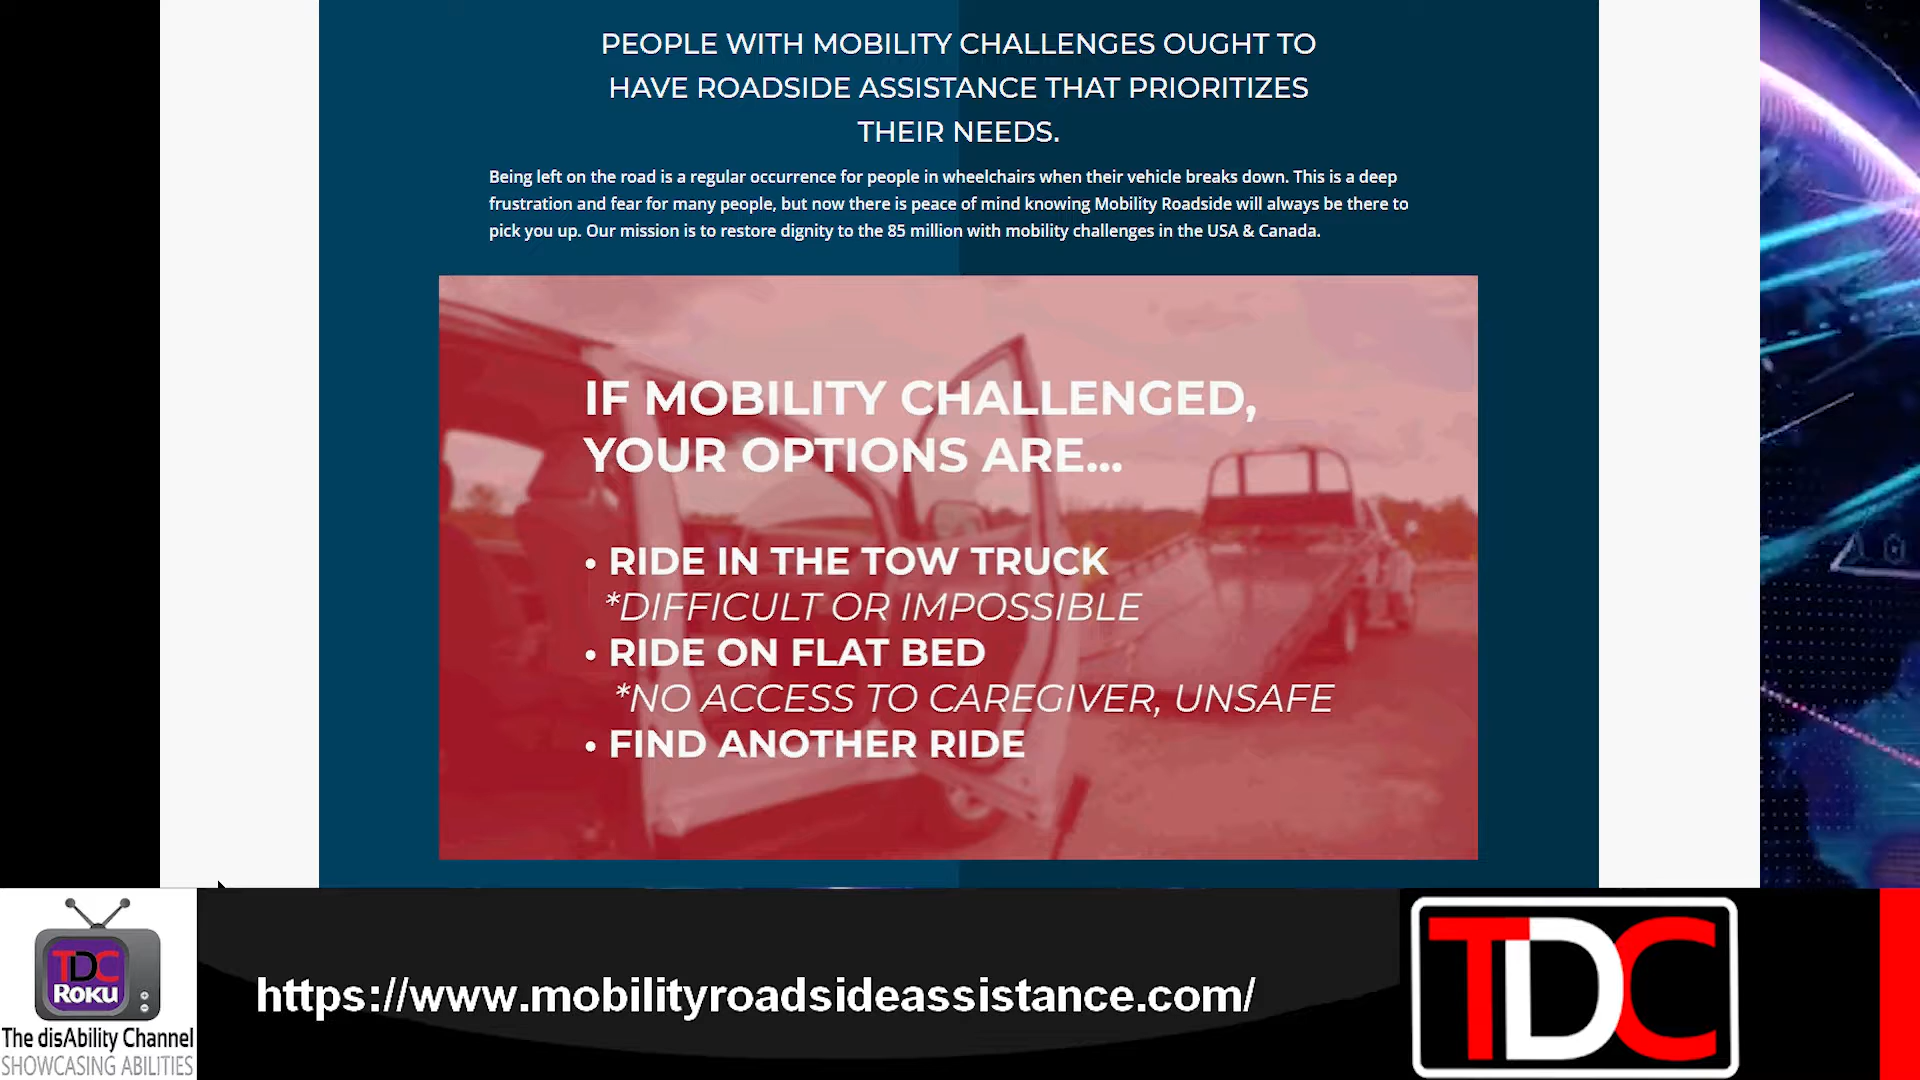 PEOPLE WITH MOBILITY CHALLENGES OUGHT TO
HAVE ROADSIDE ASSISTANCE THAT PRIORITIZES
THEIR NEEDS.
Being left on the road is a regular occurrence for people in wheelchairs when their vehicle breaks down. This is a deep
frustration and fear for many people, but now there is peace of mind knowing Mobility Roadside will always be there to
pick you up. Our mission is to restore dignity to the 85 million with mobility challenges in the USA & Canada.
IF MOBILITY CHALLENGED,
YOUR OPTIONS ARE...
• RIDE IN THE TOW TRUCK
*DIFFICULT OR IMPOSSIBLE
• RIDE ON FLAT BED
*NO ACCESS TO CAREGIVER, UNSAFE
• FIND ANOTHER RIDE
TDC
ROKU
The disAbility Channel
SHOWCASING ABILITIES
https://www.mobilityroadsideassistance.com/
TDC